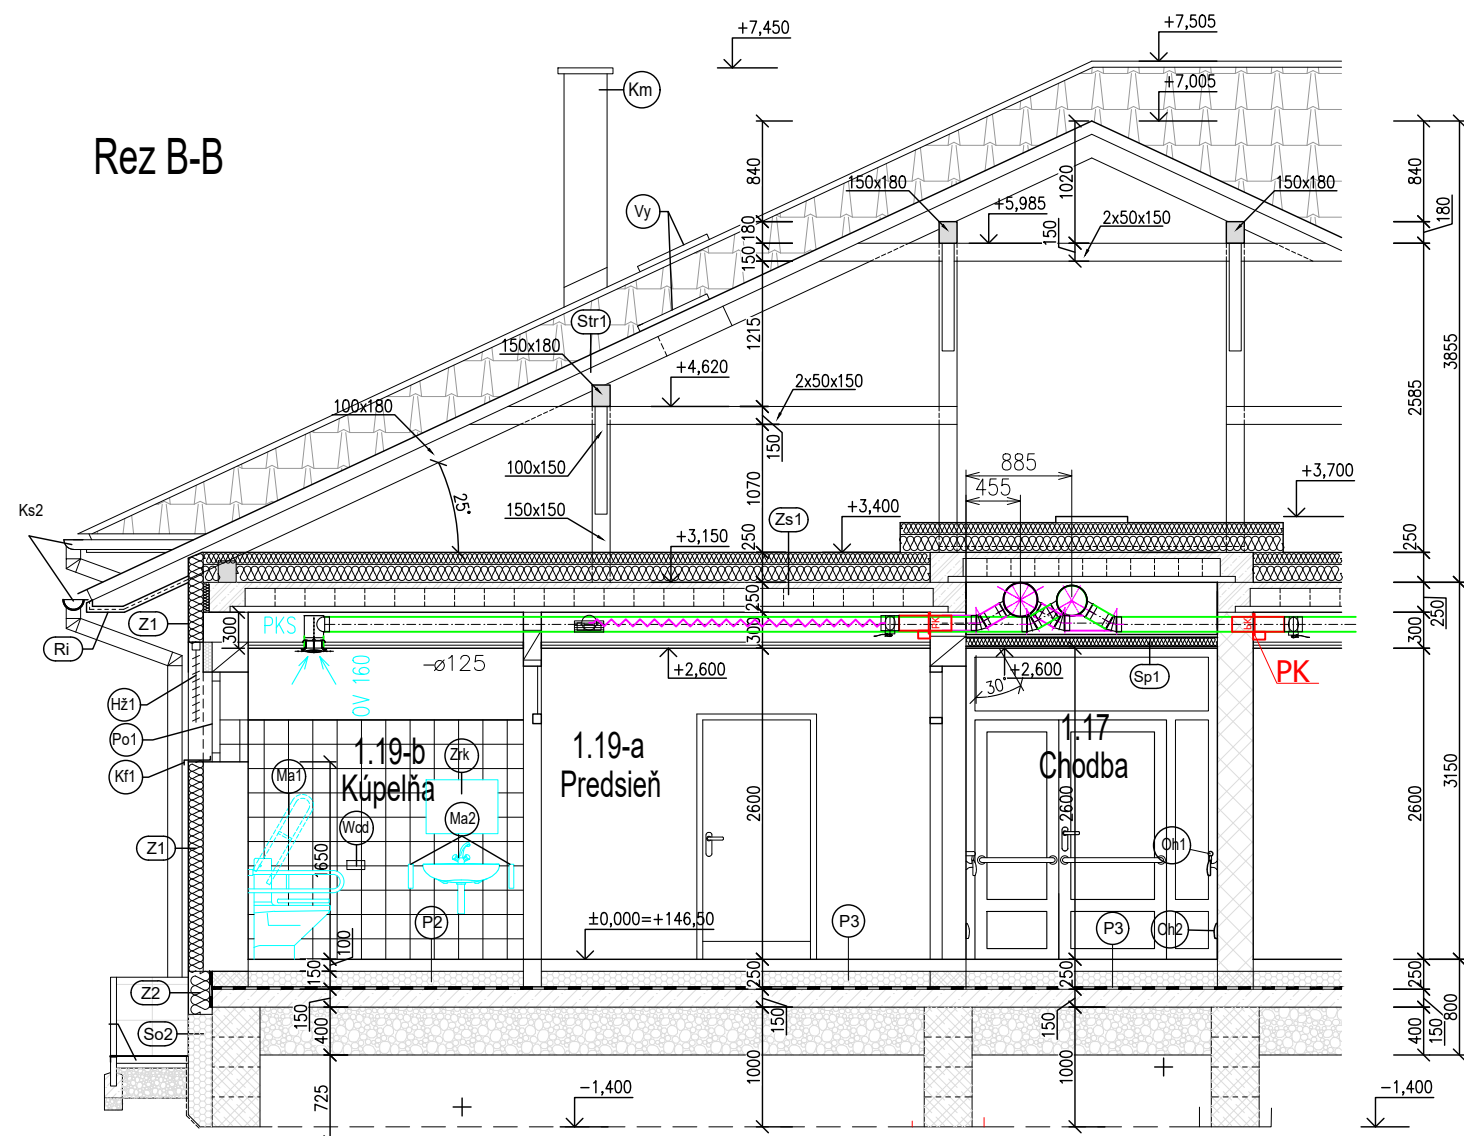 Rez B-B
+7,450
+7,505
+7,005
Km
840
1020
840
180
150x180
150x180
+5,985
2x50x150
Vy
180
150
150
1215
Str1
150x180
+4,620
2x50x150
3855
2585
100x180
150
100x150
885
455
+3,700
25°
1070
Ks2
150x150
Zs1
+3,400
+3,150
250
250
250
250
Z1
300
PKS
300
PK
PK
300
Ri
-ø125
+2,600
30°
+2,600
Sp1
PK
OV 160
Hž1
Po1
Kf1
1.19-b
Kúpelňa
Zrk
1.19-a
Predsieň
1.17
Chodba
Ma1
Ma2
Wcd
2600
2600
2600
3150
Z1
1650
Oh1
P2
±0,000=+146,50
P3
P3
Oh2
100
150
250
250
250
Z2
So2
150
400
150
150
400
150
800
725
1000
1000
-1,400
-1,400